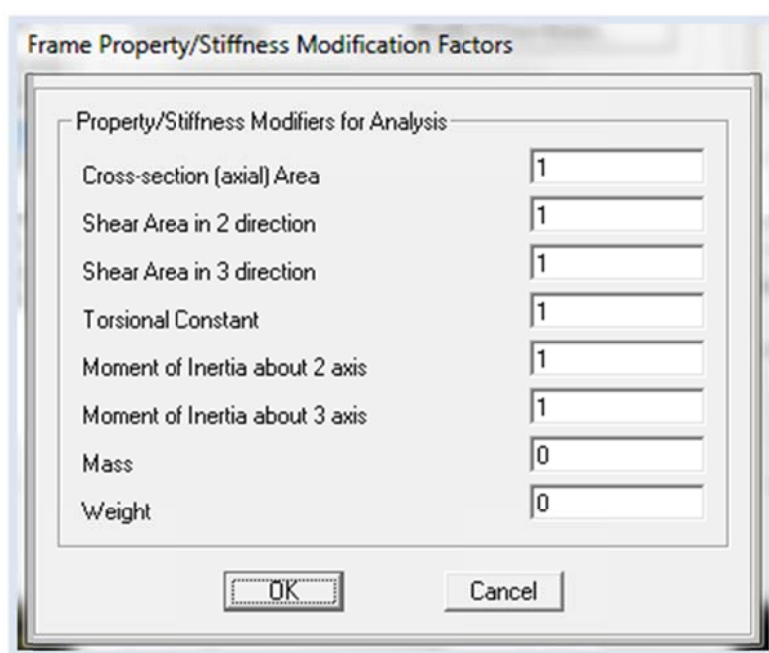 Frame Property/Stiffness Modification Factors
Property/Stiffness Modifiers for Analysis
Cross-section (axial) Area 1
Shear Area in 2 direction 1
Shear Area in 3 direction 1
Torsional Constant 1
Moment of Inertia about 2 axis 1
Moment of Inertia about 3 axis 1
Mass 0
Weight 0
OK Cancel